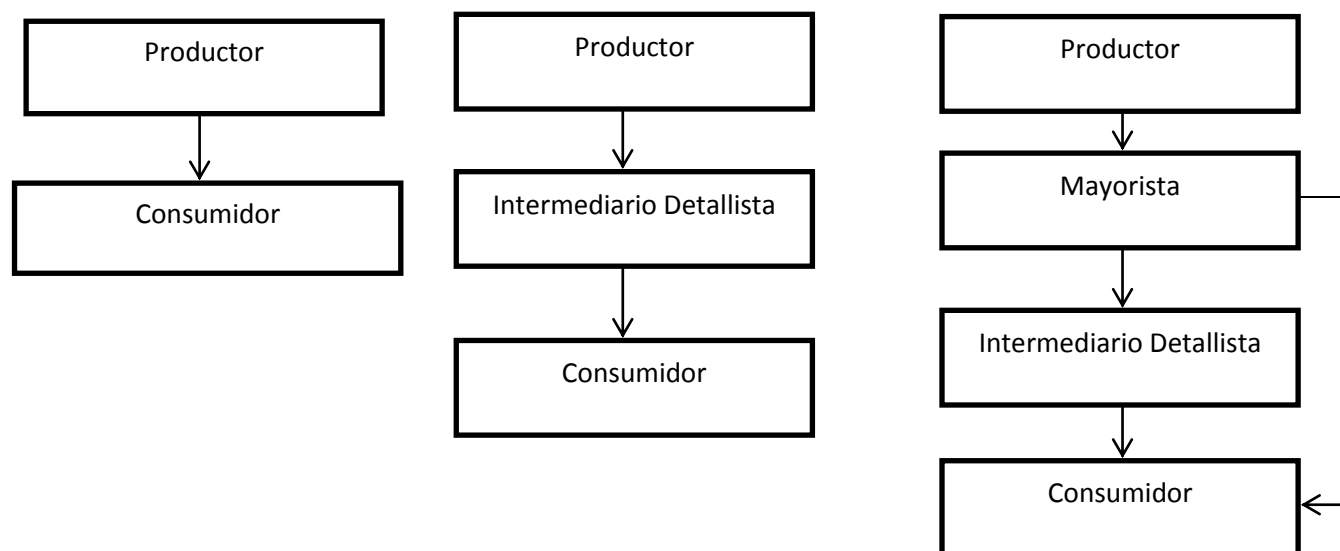 Productor
Consumidor
Productor
Intermediario Detallista
Consumidor
Productor
Mayorista
Intermediario Detallista
Consumidor